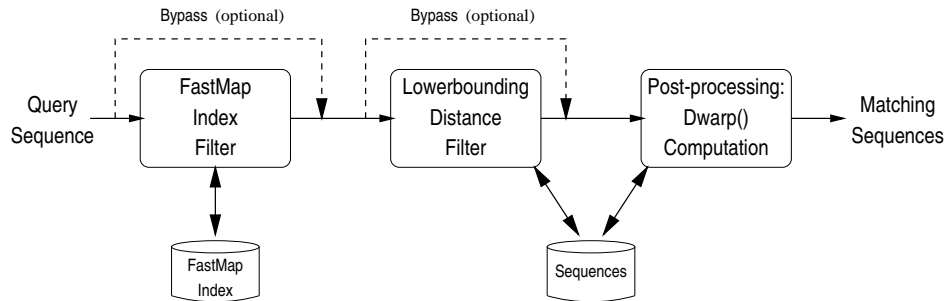 Bypass (optional)
Bypass (optional)
Query
Sequence
FastMap
Index
Filter
Lowerbounding
Distance
Filter
Post-processing:
Dwarp()
Computation
Matching
Sequences
FastMap
Index
Sequences